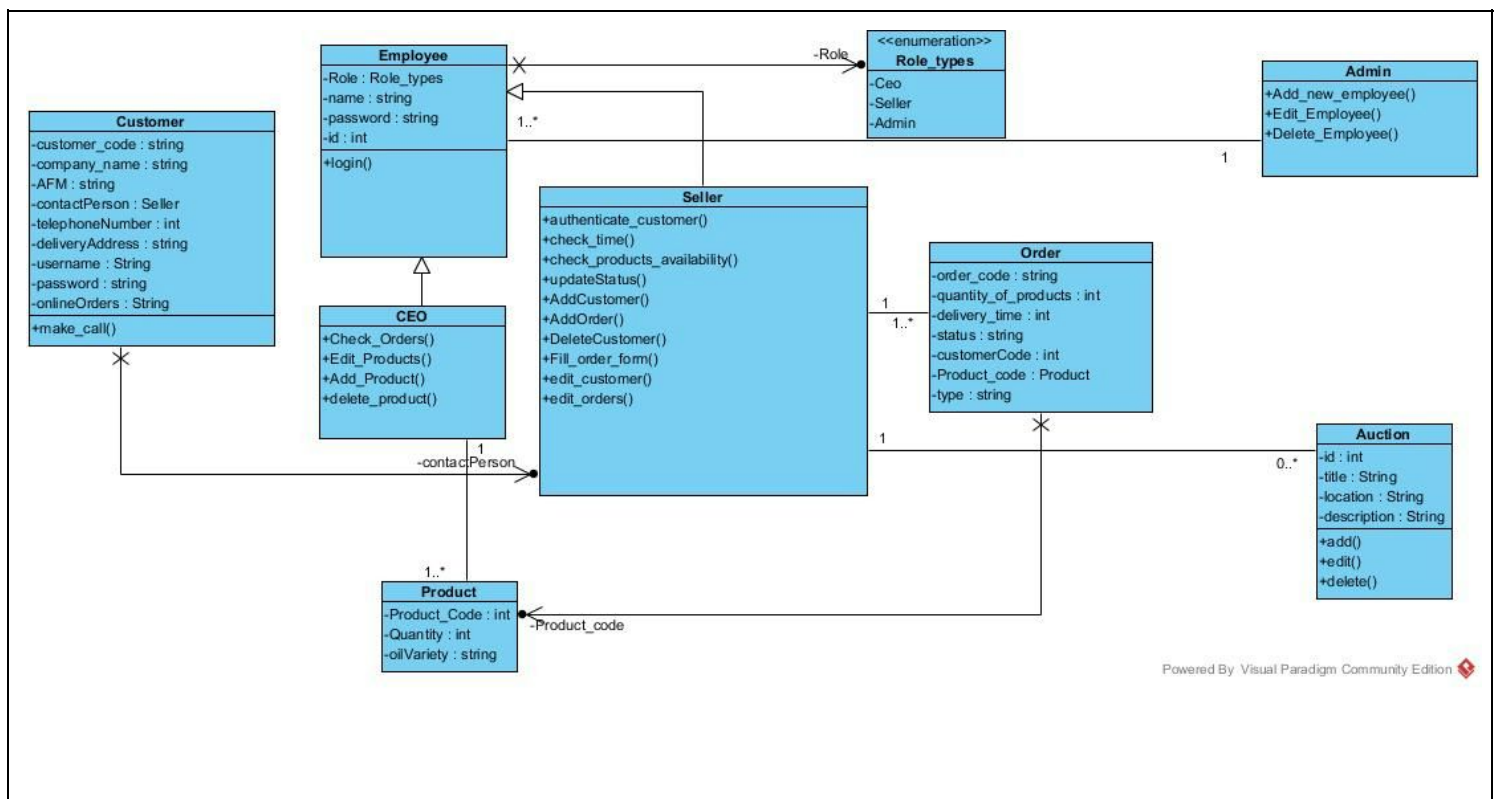 Employee
-Role : Role_types
-name : string
-password : string
-id : int
+login()
-Role
<<enumeration>>
Role_types
-Ceo
-Seller
-Admin
Admin
+Add_new_employee()
+Edit_Employee()
+Delete_Employee()
1..*
1
Customer
-customer_code : string
-company_name : string
-AFM : string
-contactPerson : Seller
-telephoneNumber : int
-deliveryAddress : string
-username : String
-password : string
-onlineOrders : String
+make_call()
CEO
+Check_Orders()
+Edit_Products()
+Add_Product()
+delete_product()
Seller
+authenticate_customer()
+check_time()
+check_products_availability()
+updateStatus()
+AddCustomer()
+AddOrder()
+DeleteCustomer()
+Fill_order_form()
+edit_customer()
+edit_orders()
1
1..*
Order
-order_code : string
-quantity_of_products : int
-delivery_time : int
-status : string
-customerCode : int
-Product_code : Product
-type : string
1
0..*
Auction
-id : int
-title : String
-location : String
-description : String
+add()
+edit()
+delete()
1
-contactPerson
1..*
Product
-Product_Code : int
-Quantity : int
-oilVariety : string
-Product_code
Powered By Visual Paradigm Community Edition